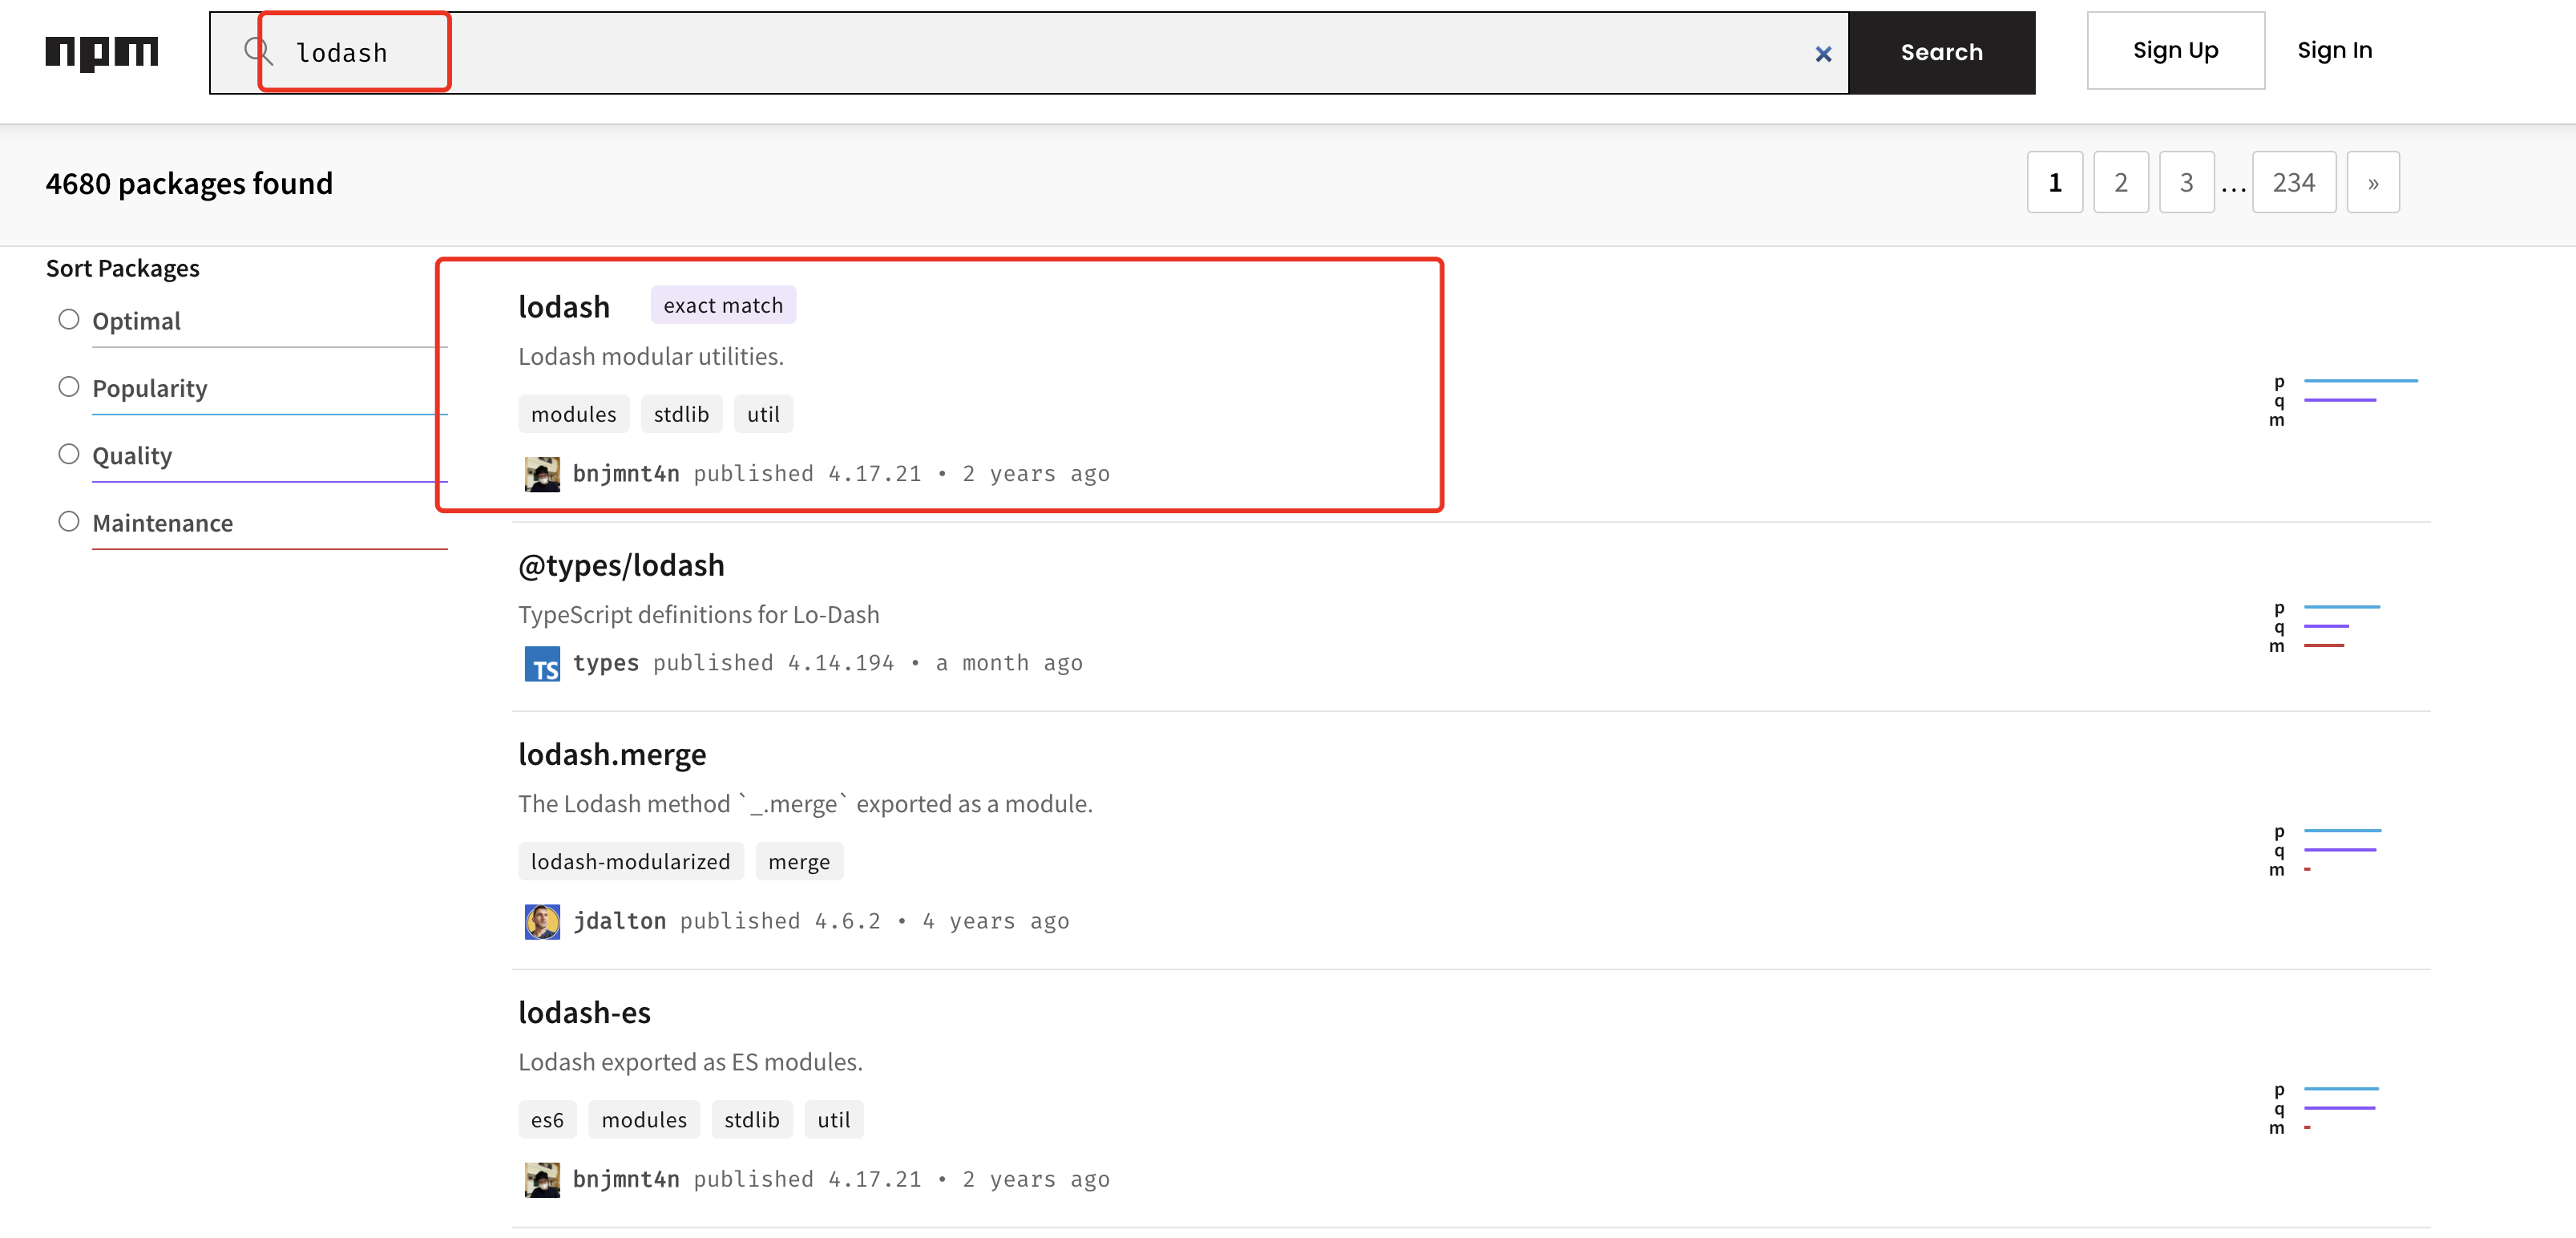 npm
lodash
×
Search
Sign Up
Sign In
4680 packages found
1 2 3 ... 234 »
Sort Packages
Optimal
Popularity
Quality
Maintenance
lodash exact match
Lodash modular utilities.
modules stdlib util
bnjmnt4n published 4.17.21 • 2 years ago
p
q
m
@types/lodash
TypeScript definitions for Lo-Dash
TS types published 4.14.194 • a month ago
p
q
m
lodash.merge
The Lodash method `_.merge` exported as a module.
lodash-modularized merge
jdalton published 4.6.2 • 4 years ago
p
q
m
lodash-es
Lodash exported as ES modules.
es6 modules stdlib util
bnjmnt4n published 4.17.21 • 2 years ago
p
q
m